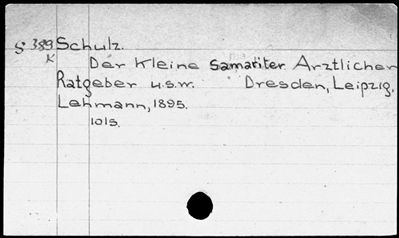 S 389 Schulz.
K
Der Kleine Samariter Arztlicher
Ratgeber u.s.w. Dresden, Leipzig,
Lehmann, 1895.
101s.